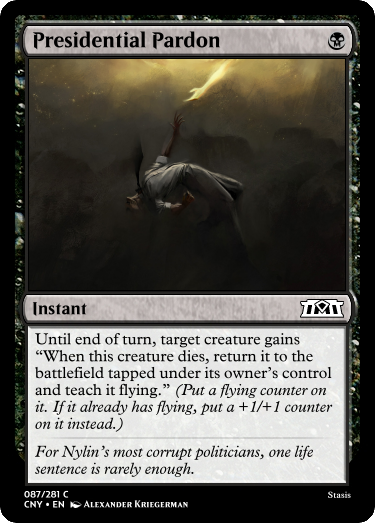 Presidential Pardon
Instant
Until end of turn, target creature gains
“When this creature dies, return it to the
battlefield tapped under its owner’s control
and teach it flying.” (Put a flying counter on
it. If it already has flying, put a +1/+1 counter
on it instead.)
For Nylin’s most corrupt politicians, one life
sentence is rarely enough.
087/281 C
CNY • EN Alexander Kriegerman
Stasis